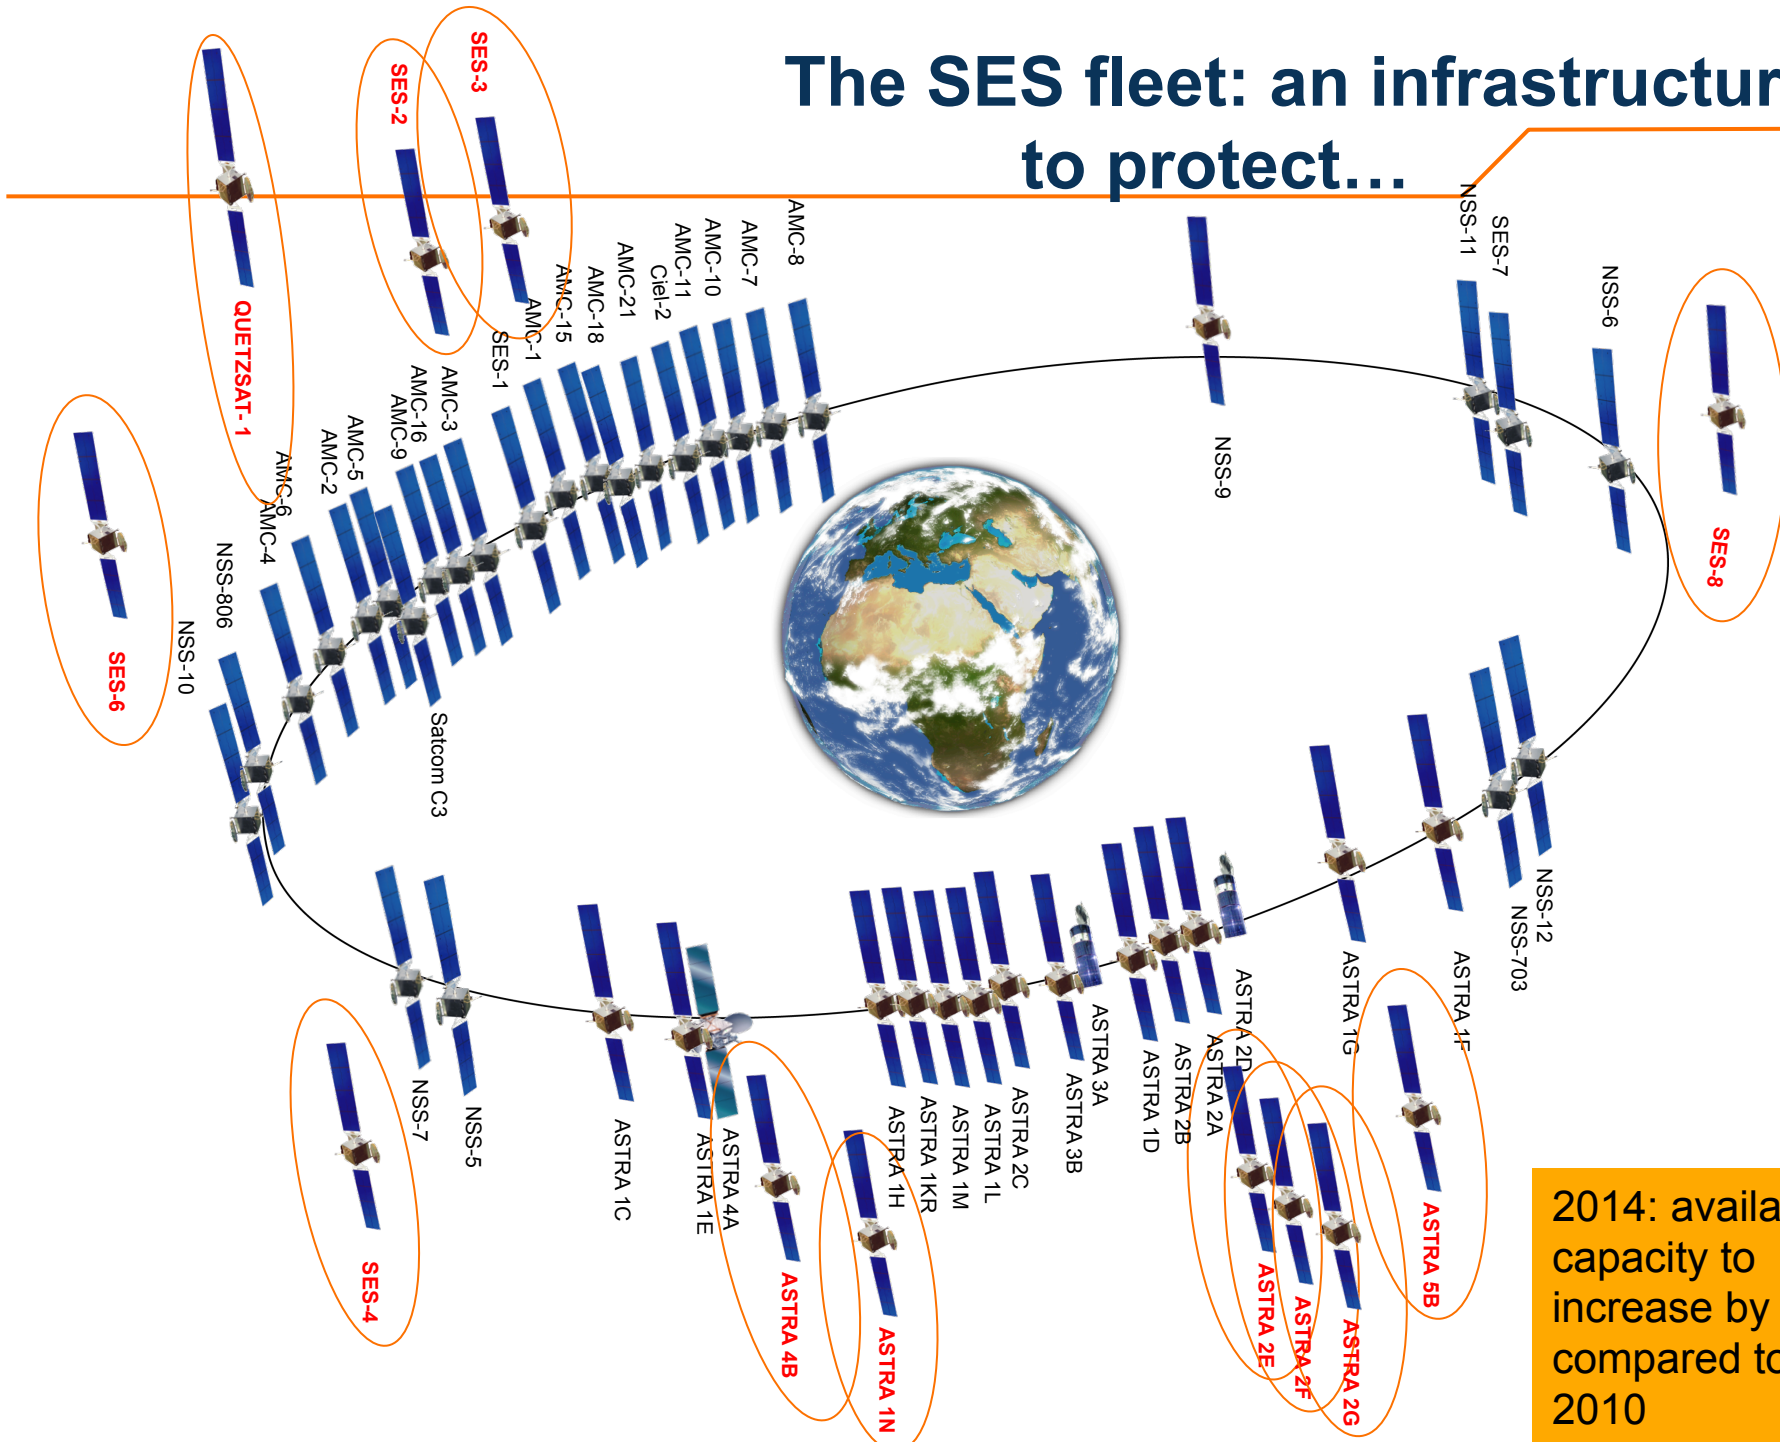 The SES fleet: an infrastructur
to protect…
SES-3
SES-2
QUETZSAT- 1
SES-6
AMC-8
AMC-7
AMC-10
AMC-11
Ciel-2
AMC-21
AMC-18
AMC-15
AMC-1
SES-1
AMC-3
AMC-16
AMC-9
AMC-5
AMC-2
AMC-6
AMC-4
NSS-806
NSS-10
Satcom C3
NSS-9
NSS-11
SES-7
NSS-6
SES-8
NSS-12
NSS-703
ASTRA 1F
ASTRA 1G
ASTRA 2D
ASTRA 2A
ASTRA 2B
ASTRA 1D
ASTRA 3A
ASTRA 3B
ASTRA 2C
ASTRA 1L
ASTRA 1M
ASTRA 1KR
ASTRA 1H
ASTRA 4A
ASTRA 1E
ASTRA 1C
NSS-5
NSS-7
SES-4
ASTRA 4B
ASTRA 1N
ASTRA 2E
ASTRA 2F
ASTRA 2G
ASTRA 5B
2014: availa
capacity to
increase by
compared to
2010